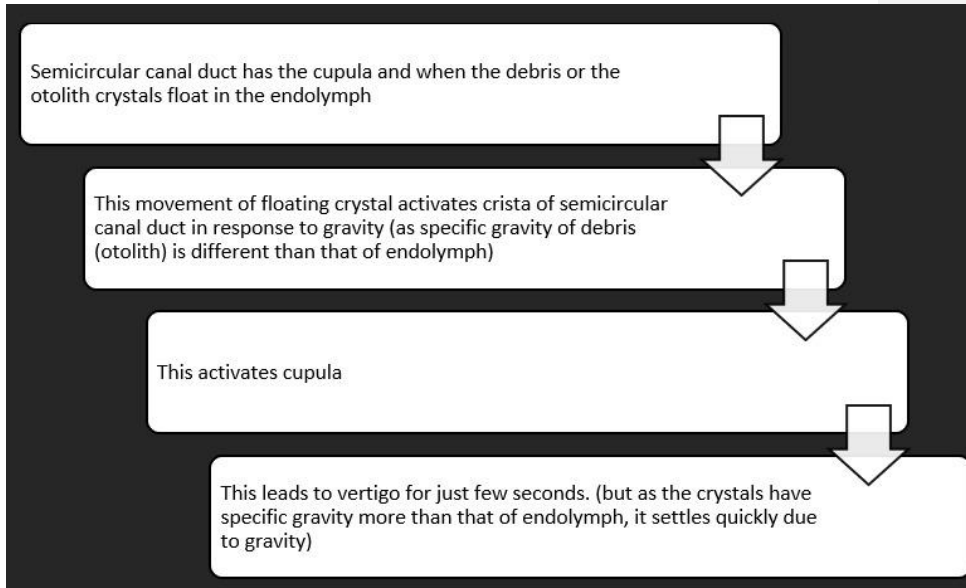 Semicircular canal duct has the cupula and when the debris or the
otolith crystals float in the endolymph
This movement of floating crystal activates crista of semicircular
canal duct in response to gravity (as specific gravity of debris
(otolith) is different than that of endolymph)
This activates cupula
This leads to vertigo for just few seconds. (but as the crystals have
specific gravity more than that of endolymph, it settles quickly due
to gravity)